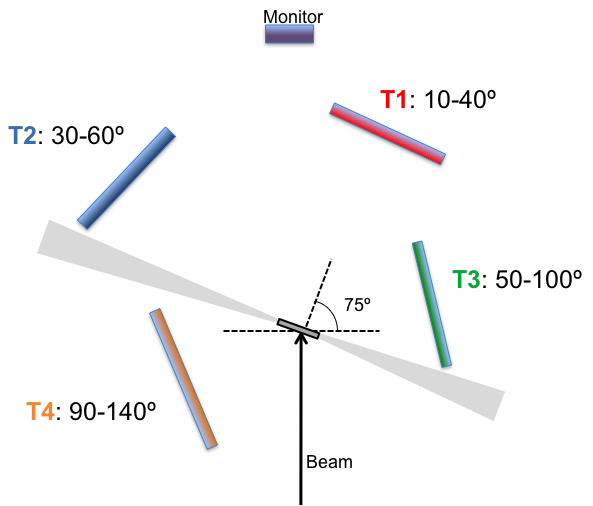 Monitor
T1: 10-40º
T2: 30-60º
T3: 50-100º
75º
T4: 90-140º
Beam